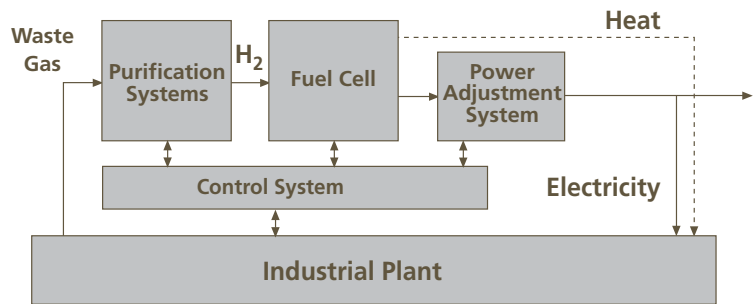 Waste
Gas
Purification
Systems
H₂
Fuel Cell
Heat
Power
Adjustment
System
Control System
Electricity
Industrial Plant